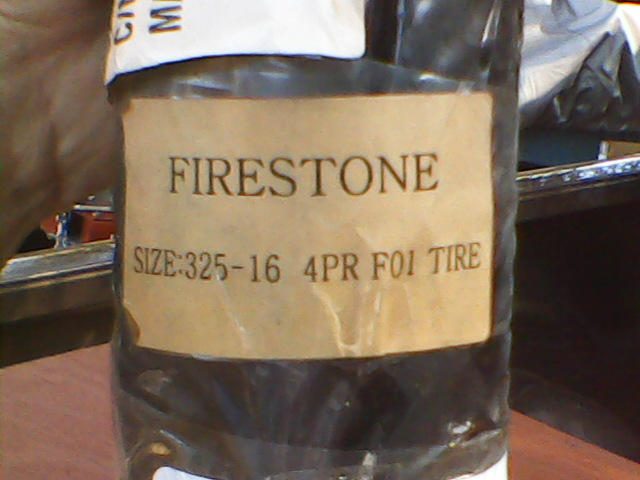 FIRESTONE
SIZE:325-16 4PR F01 TIRE